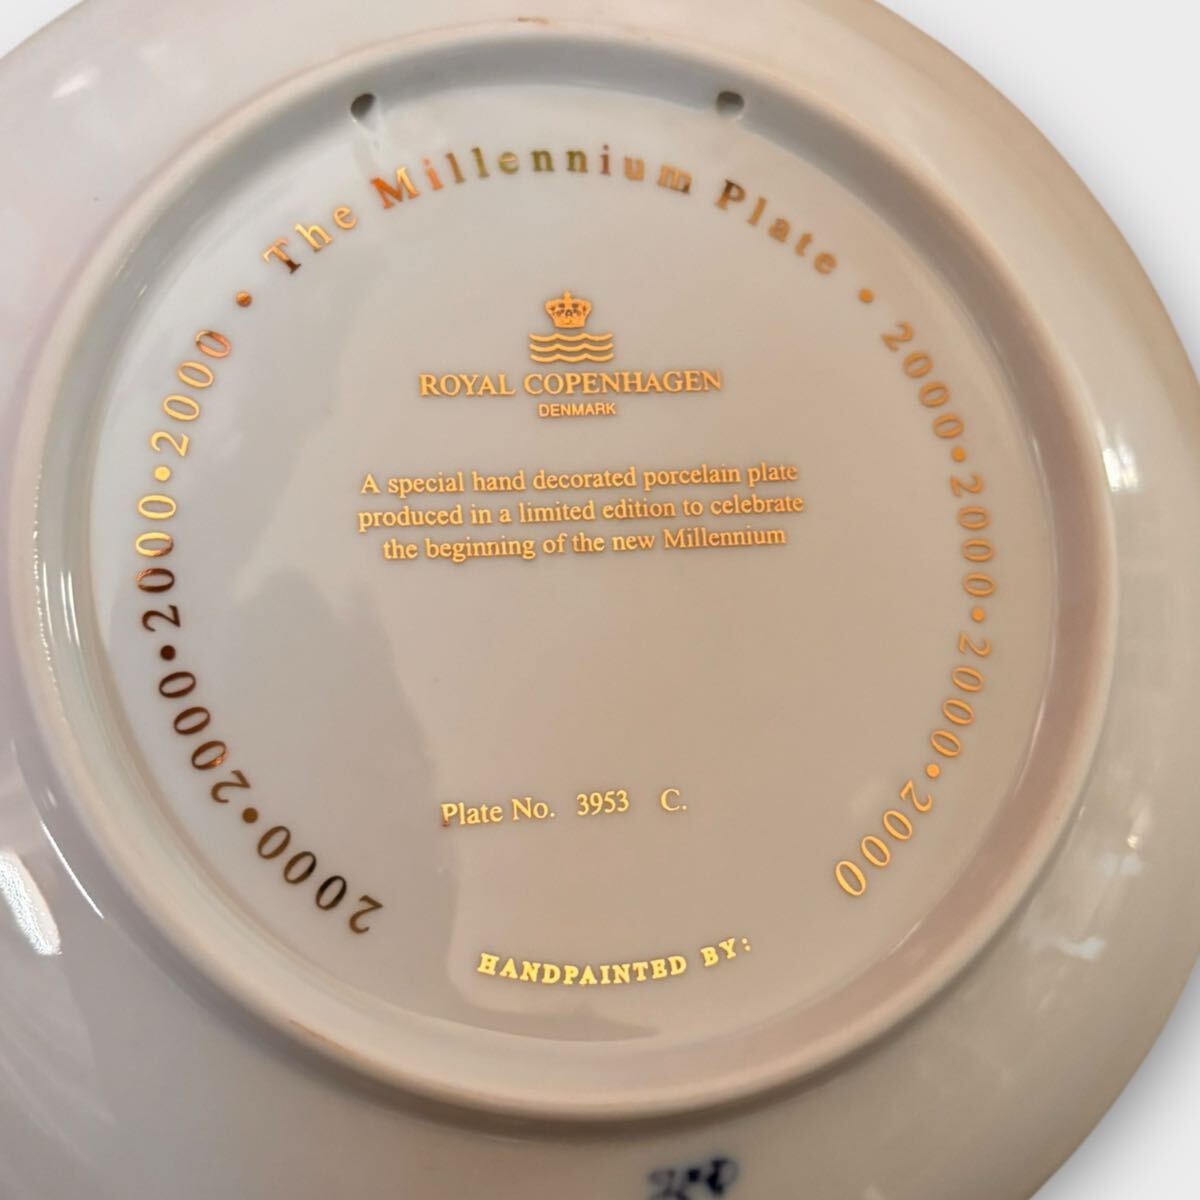 2000•2000•2000•2000•2000 • The Millennium Plate • 2000•2000•2000•2000
ROYAL COPENHAGEN
DENMARK
A special hand decorated porcelain plate
produced in a limited edition to celebrate
the beginning of the new Millennium
Plate No. 3953 C.
HANDPAINTED BY: